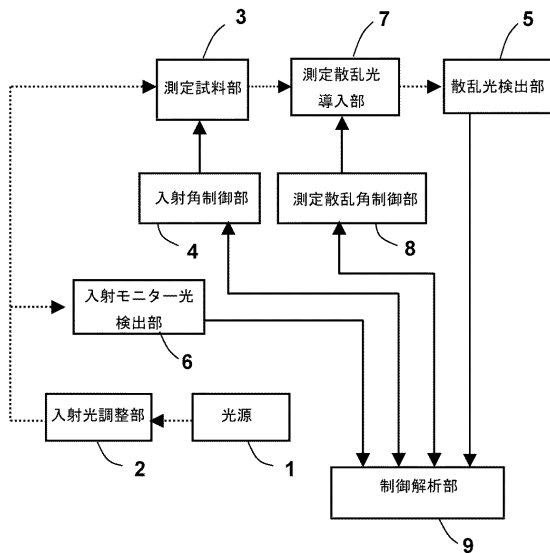 3
7
5
測定試料部
測定散乱光
導入部
散乱光検出部
入射角制御部
測定散乱角制御部
4
8
入射モニター光
検出部
6
入射光調整部
光源
2
1
制御解析部
9